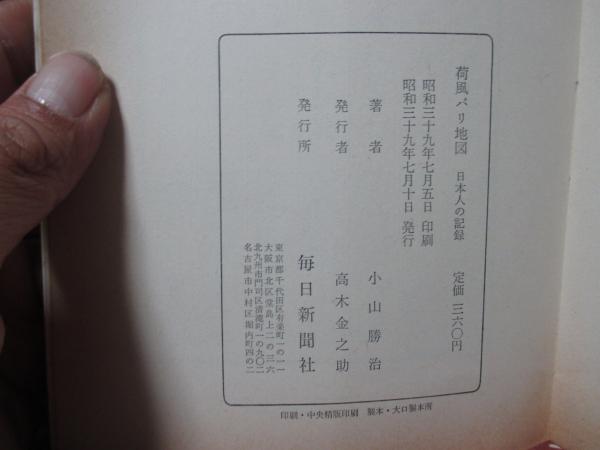 荷風パリ地図 日本人の記録 定価 三六〇円
昭和三十九年七月五日 印刷
昭和三十九年七月十日 発行
著者 小山勝治
発行者 高木金之助
発行所 毎日新聞社
東京都千代田区有楽町一の一一
大阪市北区堂島上二の三六
北九州市門司区清滝町一の九〇二
名古屋市中村区堀内町四の二
印刷・中央精版印刷 製本・大口製本所